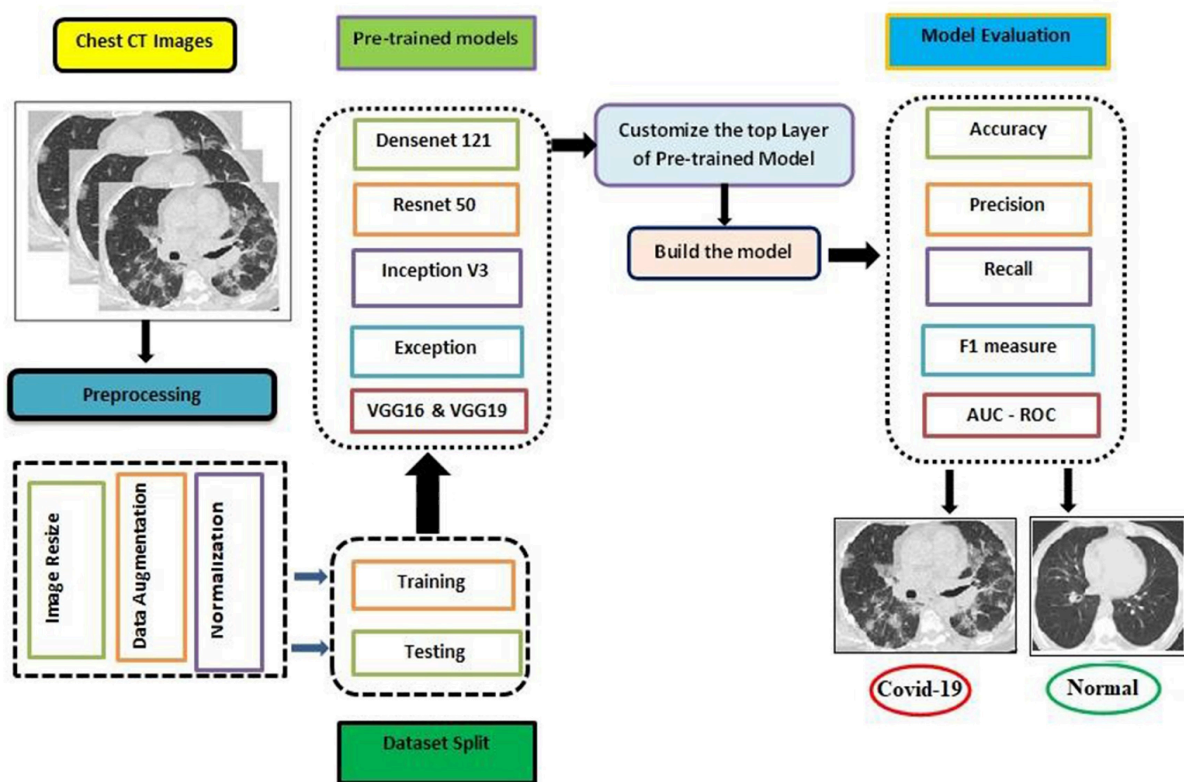 Chest CT Images
Preprocessing
Image Resize
Data Augmentation
Normalization
Pre-trained models
Densenet 121
Resnet 50
Inception V3
Exception
VGG16 & VGG19
Training
Testing
Dataset Split
Customize the top Layer
of Pre-trained Model
Build the model
Model Evaluation
Accuracy
Precision
Recall
F1 measure
AUC - ROC
Covid-19
Normal